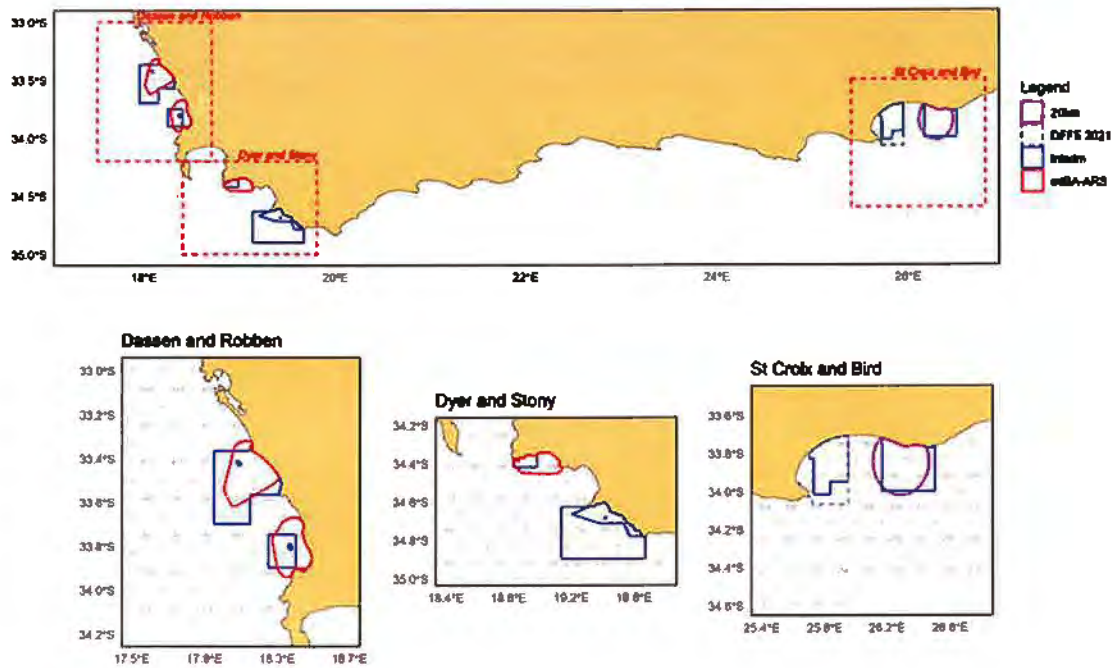 Dassen and Robben
33.0°S
33.5°S
34.0°S
34.5°S
35.0°S
St Croix and Bird
Dyer and Stony
18°E
20°E
22°E
24°E
26°E
Legend
20km
DFFE 2021
Interim
mIBA-ARS
Dassen and Robben
33.0°S
33.2°S
33.4°S
33.6°S
33.8°S
34.0°S
34.2°S
17.5°E
17.9°E
18.3°E
18.7°E
Dyer and Stony
34.2°S
34.4°S
34.6°S
34.8°S
35.0°S
18.4°E
18.8°E
19.2°E
St Croix and Bird
33.6°S
33.8°S
34.0°S
34.2°S
34.4°S
34.6°S
25.4°E
25.8°E
26.2°E
26.6°E